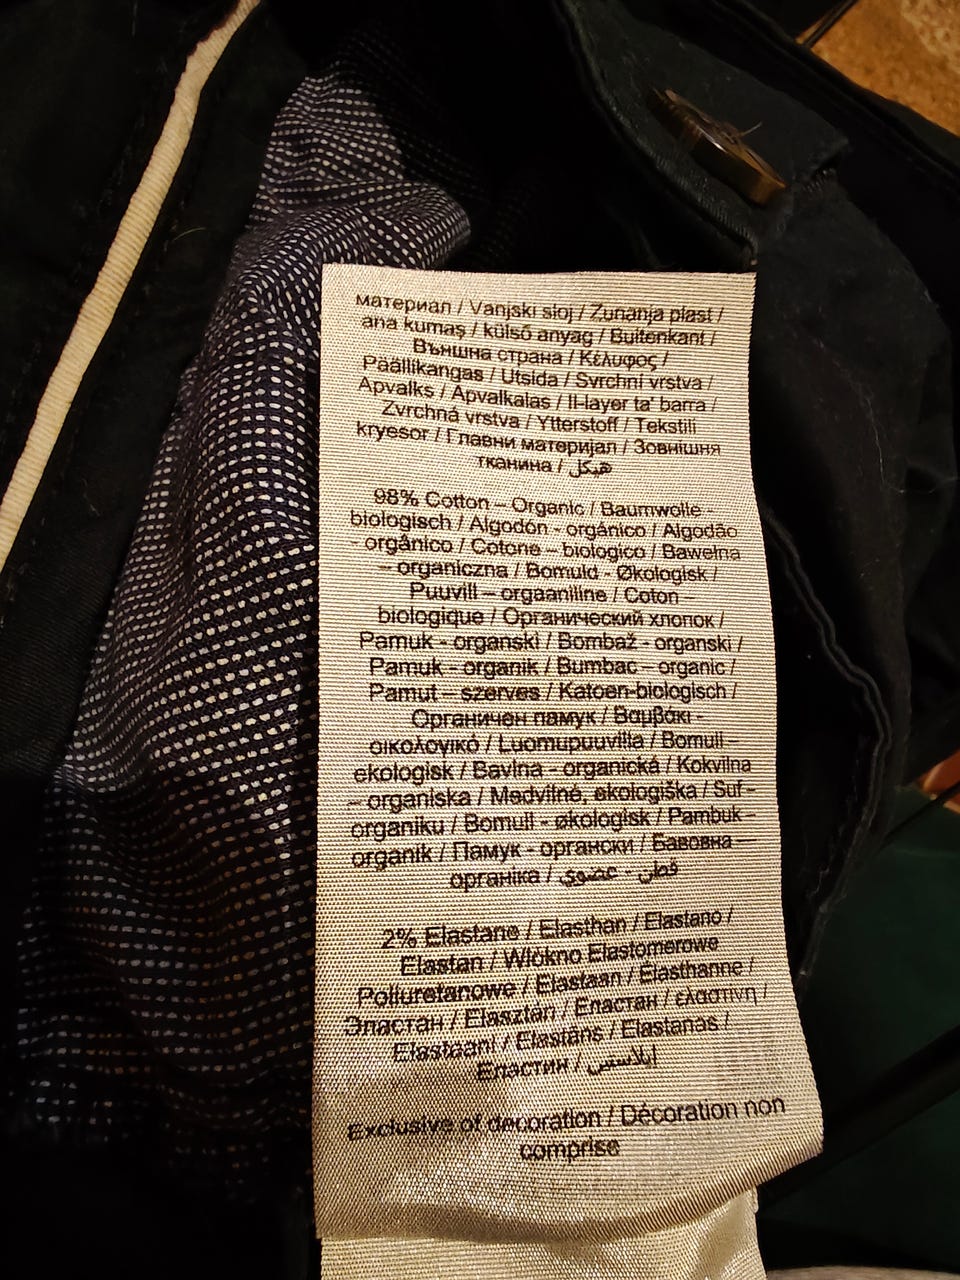 материал / Vanjski sloj / Zunanja plast /
ana kumaş / külső anyag / Buitenkant /
Външна страна / Κέλυφος /
Päällikangas / Utsida / Svrchní vrstva /
Apvalks / Apvalkalas / Il-layer ta' barra /
Zvrchná vrstva / Ytterstoff / Tekstili
kryesor / Главни материјал / Зовнішня
тканина / هيكل
98% Cotton – Organic / Baumwolle -
biologisch / Algodón - orgánico / Algodão
- orgânico / Cotone – biologico / Bawełna
– organiczna / Bomuld - Økologisk /
Puuvill – orgaaniline / Coton –
biologique / Органический хлопок /
Pamuk - organski / Bombaž - organski /
Pamuk - organik / Bumbac – organic /
Pamut – szerves / Katoen-biologisch /
Органичен памук / Βαμβάκι -
οικολογικό / Luomupuuvilla / Bomull –
ekologisk / Bavlna - organická / Kokvilna
– organiska / Medvilnė, ekologiška / Suf –
organiku / Bomull - økologisk / Pambuk –
organik / Памук - органски / Бавовна —
органіка / قطن - عضوي
2% Elastane / Elasthan / Elastano /
Elastan / Włókno Elastomerowe
Poliuretanowe / Elastaan / Élasthanne /
Эластан / Elasztán / Еластан / ελαστίνη /
Elastaani / Elastāns / Elastanas /
Еластин / إيلاستين
Exclusive of decoration / Décoration non
comprise